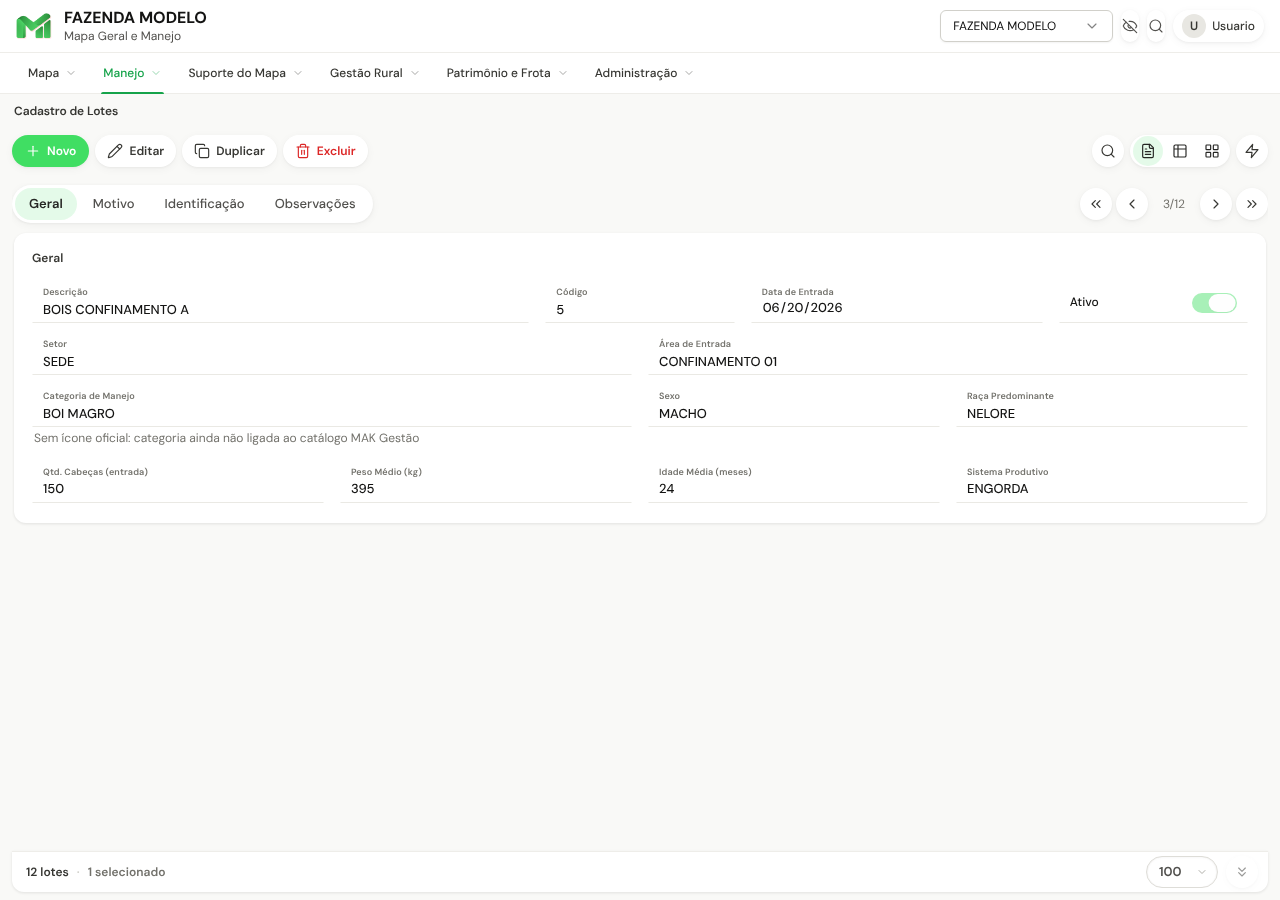 FAZENDA MODELO
Mapa Geral e Manejo
FAZENDA MODELO
U Usuario
Mapa Manejo Suporte do Mapa Gestão Rural Patrimônio e Frota Administração
Cadastro de Lotes
Novo Editar Duplicar Excluir
Geral Motivo Identificação Observações
3/12
Geral
Descrição Código Data de Entrada
BOIS CONFINAMENTO A 5 06/20/2026 Ativo
Setor Área de Entrada
SEDE CONFINAMENTO 01
Categoria de Manejo Sexo Raça Predominante
BOI MAGRO MACHO NELORE
Sem ícone oficial: categoria ainda não ligada ao catálogo MAK Gestão
Qtd. Cabeças (entrada) Peso Médio (kg) Idade Média (meses) Sistema Produtivo
150 395 24 ENGORDA
12 lotes · 1 selecionado 100